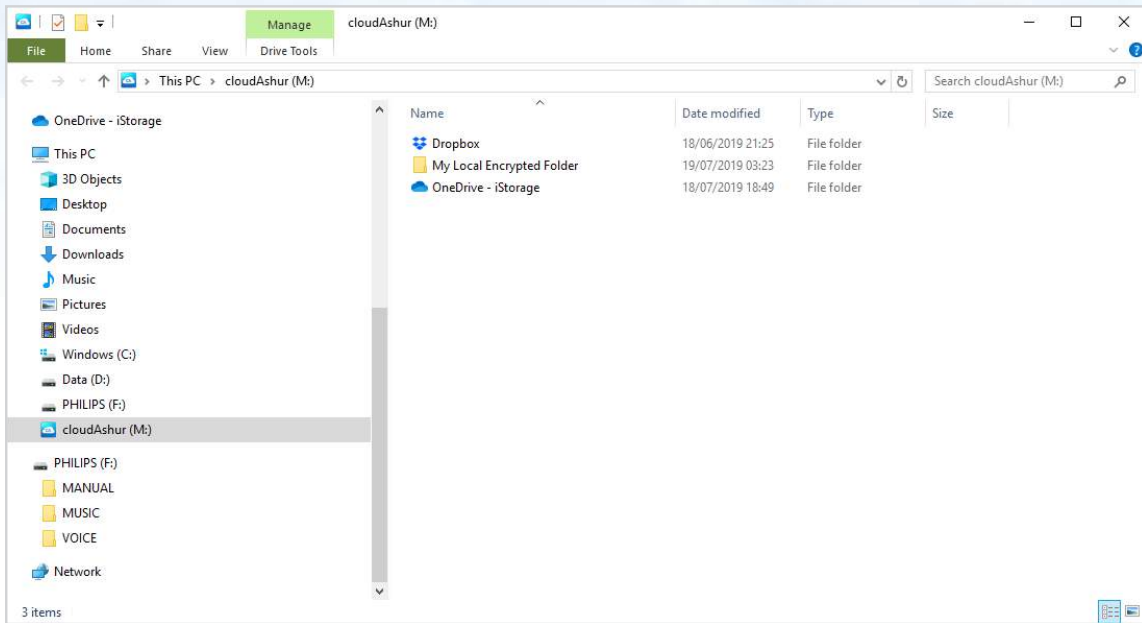 Manage
cloudAshur (M:)
File
Home
Share
View
Drive Tools
This PC > cloudAshur (M:)
Search cloudAshur (M:)
OneDrive - iStorage
This PC
3D Objects
Desktop
Documents
Downloads
Music
Pictures
Videos
Windows (C:)
Data (D:)
PHILIPS (F:)
cloudAshur (M:)
PHILIPS (F:)
MANUAL
MUSIC
VOICE
Network
Name Date modified Type Size
Dropbox 18/06/2019 21:25 File folder
My Local Encrypted Folder 19/07/2019 03:23 File folder
OneDrive - iStorage 18/07/2019 18:49 File folder
3 items